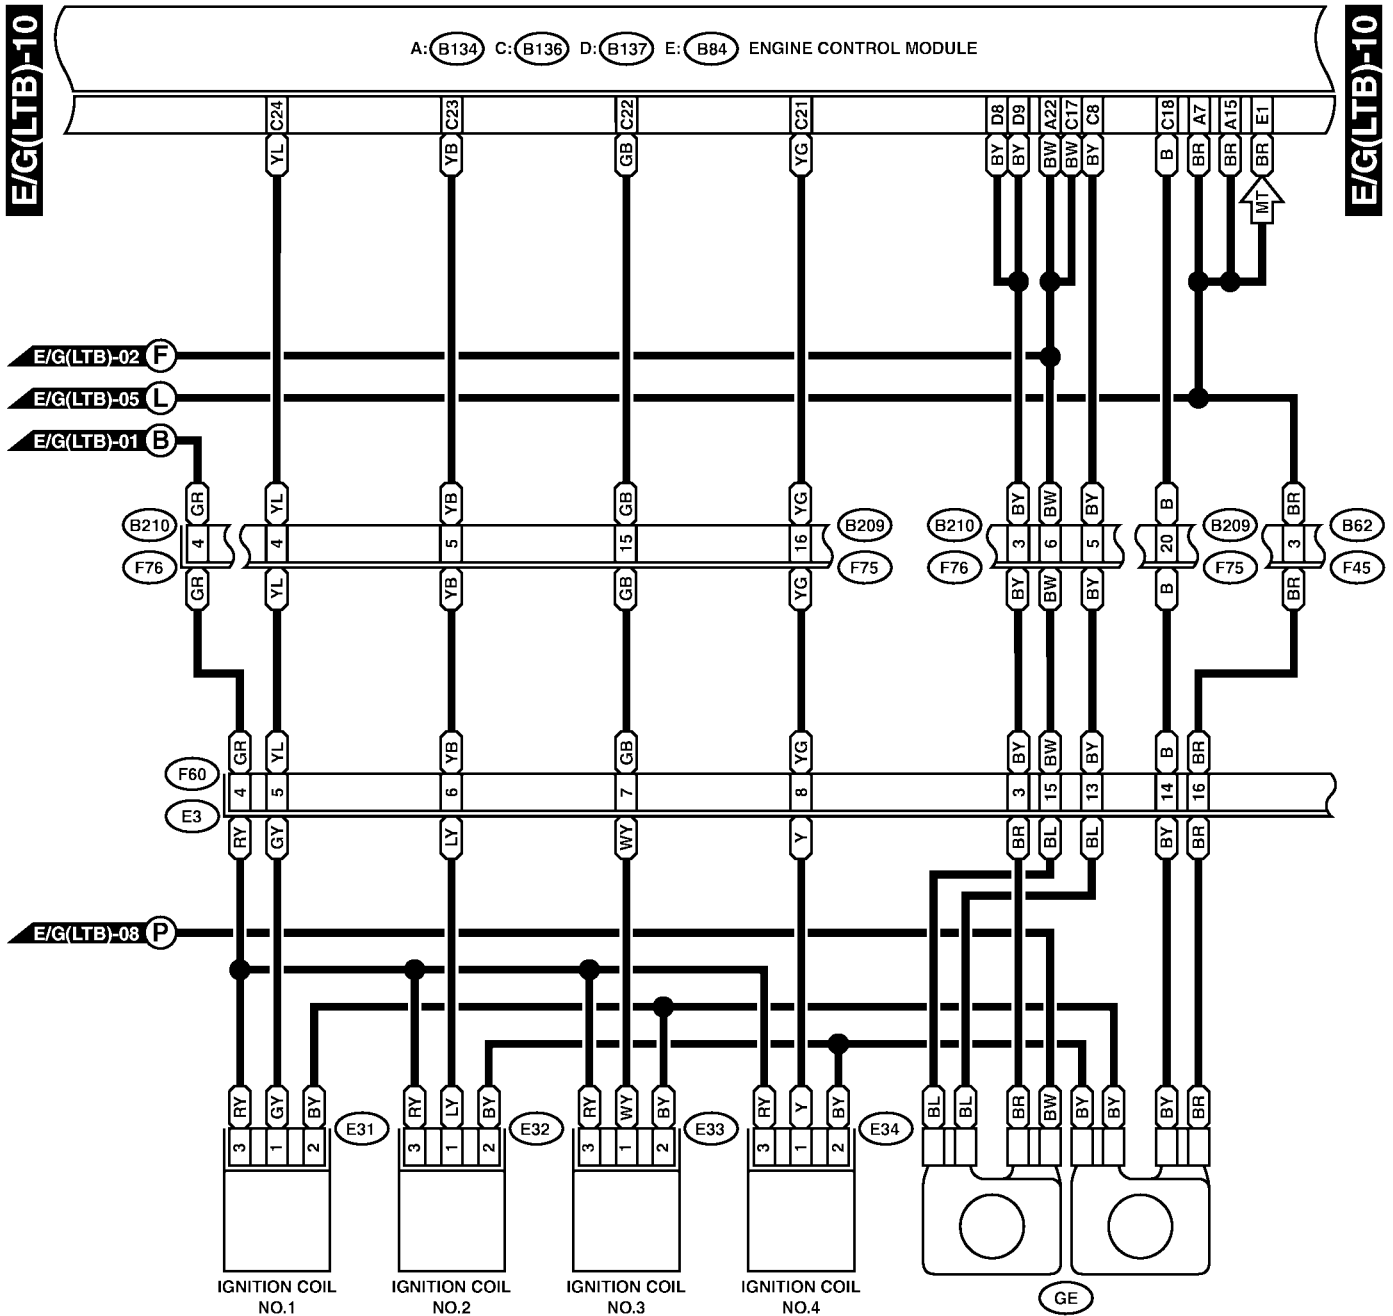 E/G(LTB)-10
E/G(LTB)-10
A: B134 C: B136 D: B137 E: B84 ENGINE CONTROL MODULE
C24 C23 C22 C21 D8 D9 A22 C17 C8 C18 A7 A15 E1
YL YB GB YG BY BY BW BW BY B BR BR BR
MT
E/G(LTB)-02 F
E/G(LTB)-05 L
E/G(LTB)-01 B
GR YL YB GB YG BY BW BY B BR
B210 B209 B210 B209 B62
4 4 5 15 16 3 6 5 20 3
F76 F75 F76 F75 F45
GR YL YB GB YG BY BW BY B BR
GR YL YB GB YG BY BW BY B BR
F60
4 5 6 7 8 3 15 13 14 16
E3
RY GY LY WY Y BR BL BL BY BR
E/G(LTB)-08 P
RY GY BY RY LY BY RY WY BY RY Y BY BL BL BR BW BY BY BY BR
E31 E32 E33 E34
3 1 2 3 1 2 3 1 2 3 1 2
IGNITION COIL IGNITION COIL IGNITION COIL IGNITION COIL
NO.1 NO.2 NO.3 NO.4
GE